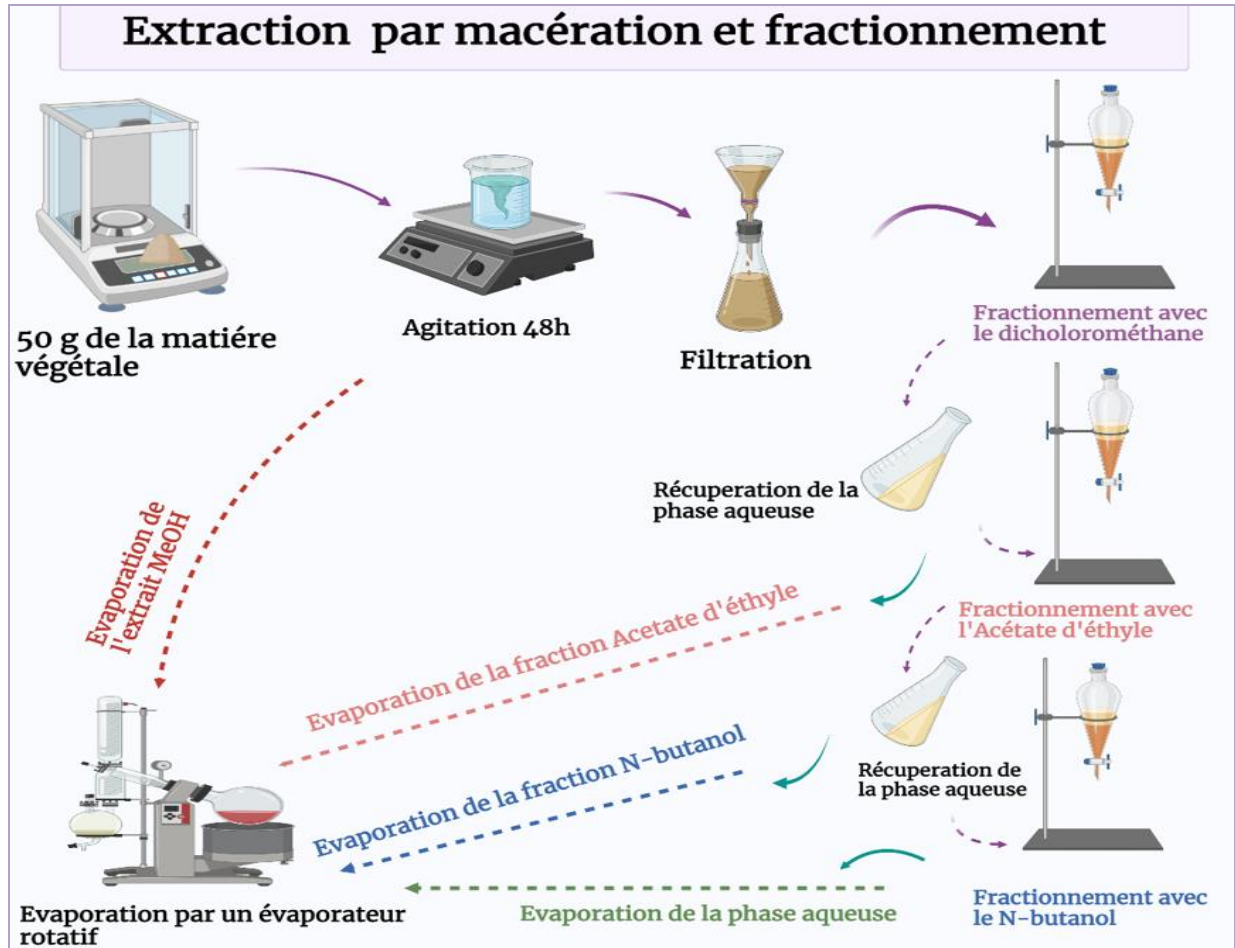 Extraction par macération et fractionnement
50 g de la matiére
végétale
Agitation 48h
Filtration
Fractionnement avec
le dicholorométhane
Récuperation de la
phase aqueuse
Evaporation de
l'extrait MeOH
Evaporation de la fraction Acetate d'éthyle
Fractionnement avec
l'Acétate d'éthyle
Evaporation de la fraction N-butanol
Récuperation de
la phase aqueuse
Evaporation par un évaporateur
rotatif
Evaporation de la phase aqueuse
Fractionnement avec
le N-butanol